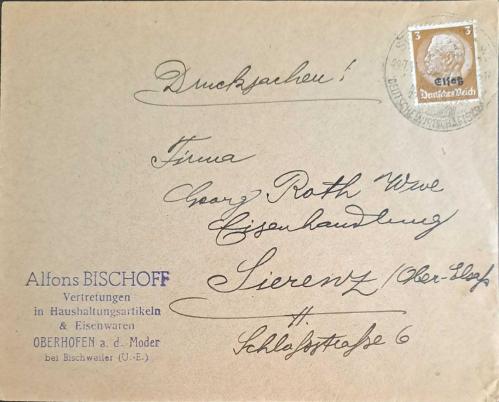 3
3
Elsaß
Deutsches Reich
Drucksachen!
Firma
Georg Roth Wwe
Eisenhandlung
Sierenz / Ober-Elsaß
Schloßstraße 6
Alfons BISCHOFF
Vertretungen
in Haushaltungsartikeln
& Eisenwaren
OBERHOFEN a. d. Moder
bei Bischweiler (U.-E.)